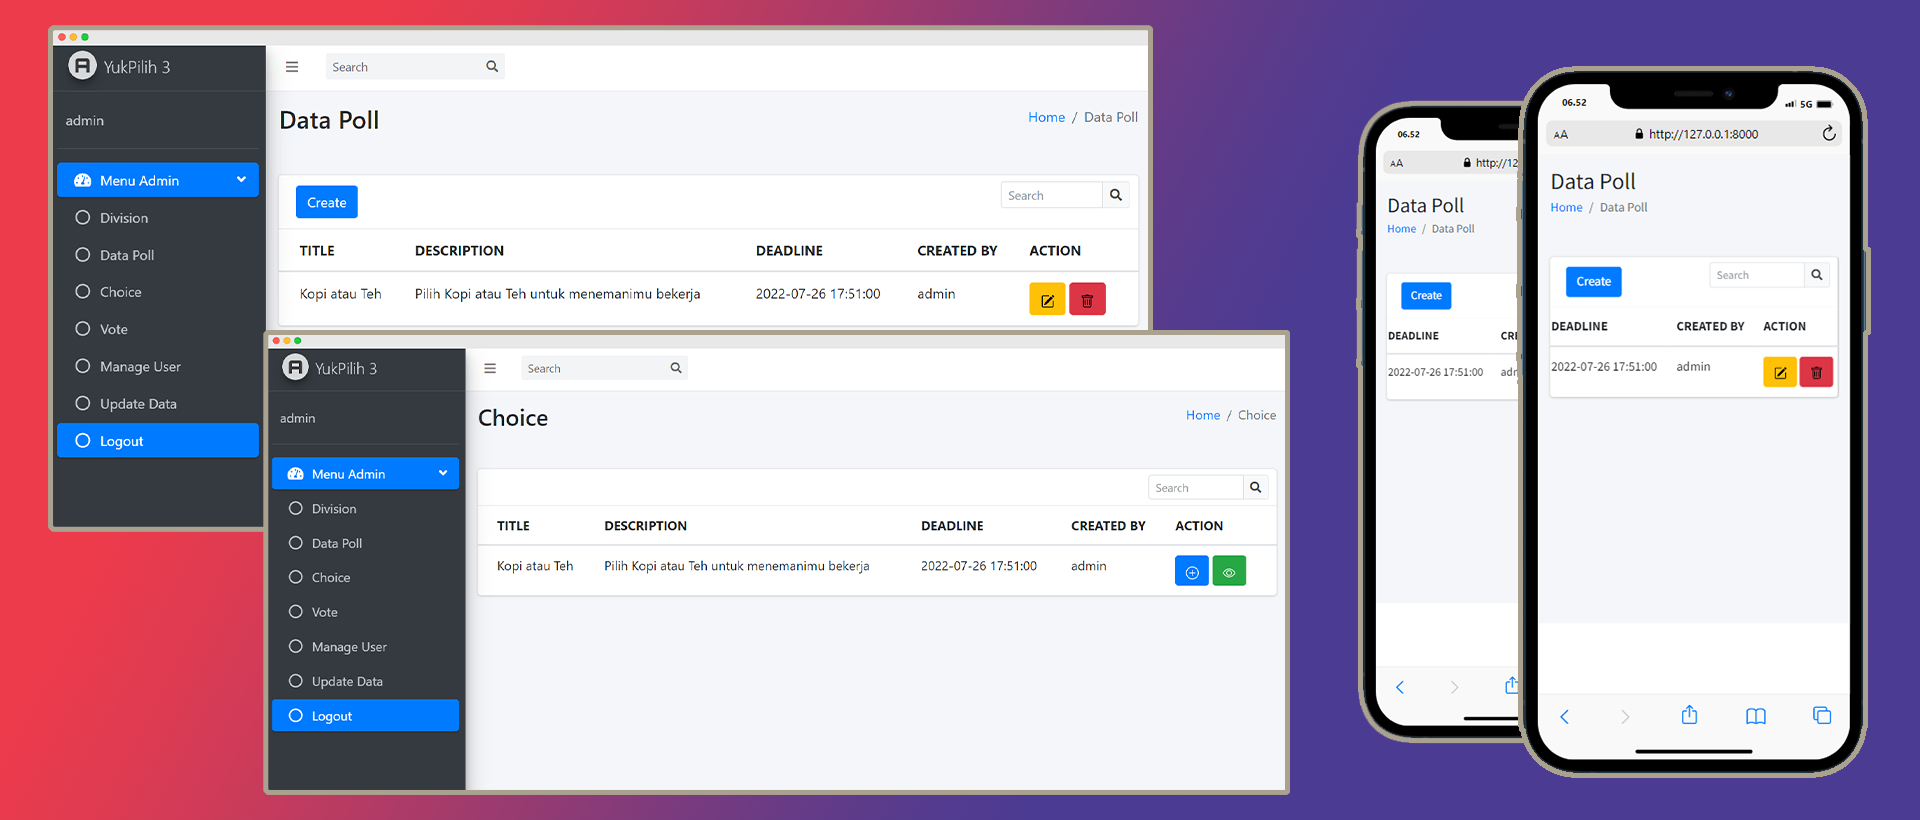 YukPilih 3
Search
admin
Data Poll
Home / Data Poll
Menu Admin
Division
Data Poll
Choice
Vote
Manage User
Update Data
Logout
Create
Search
TITLE DESCRIPTION DEADLINE CREATED BY ACTION
Kopi atau Teh Pilih Kopi atau Teh untuk menemanimu bekerja 2022-07-26 17:51:00 admin
YukPilih 3
Search
admin
Choice
Home / Choice
Menu Admin
Division
Data Poll
Choice
Vote
Manage User
Update Data
Logout
Search
TITLE DESCRIPTION DEADLINE CREATED BY ACTION
Kopi atau Teh Pilih Kopi atau Teh untuk menemanimu bekerja 2022-07-26 17:51:00 admin
06.52
AA http://12
Data Poll
Home / Data Poll
Create
DEADLINE CR
2022-07-26 17:51:00 adm
06.52 5G
AA http://127.0.0.1:8000
Data Poll
Home / Data Poll
Create
Search
DEADLINE CREATED BY ACTION
2022-07-26 17:51:00 admin